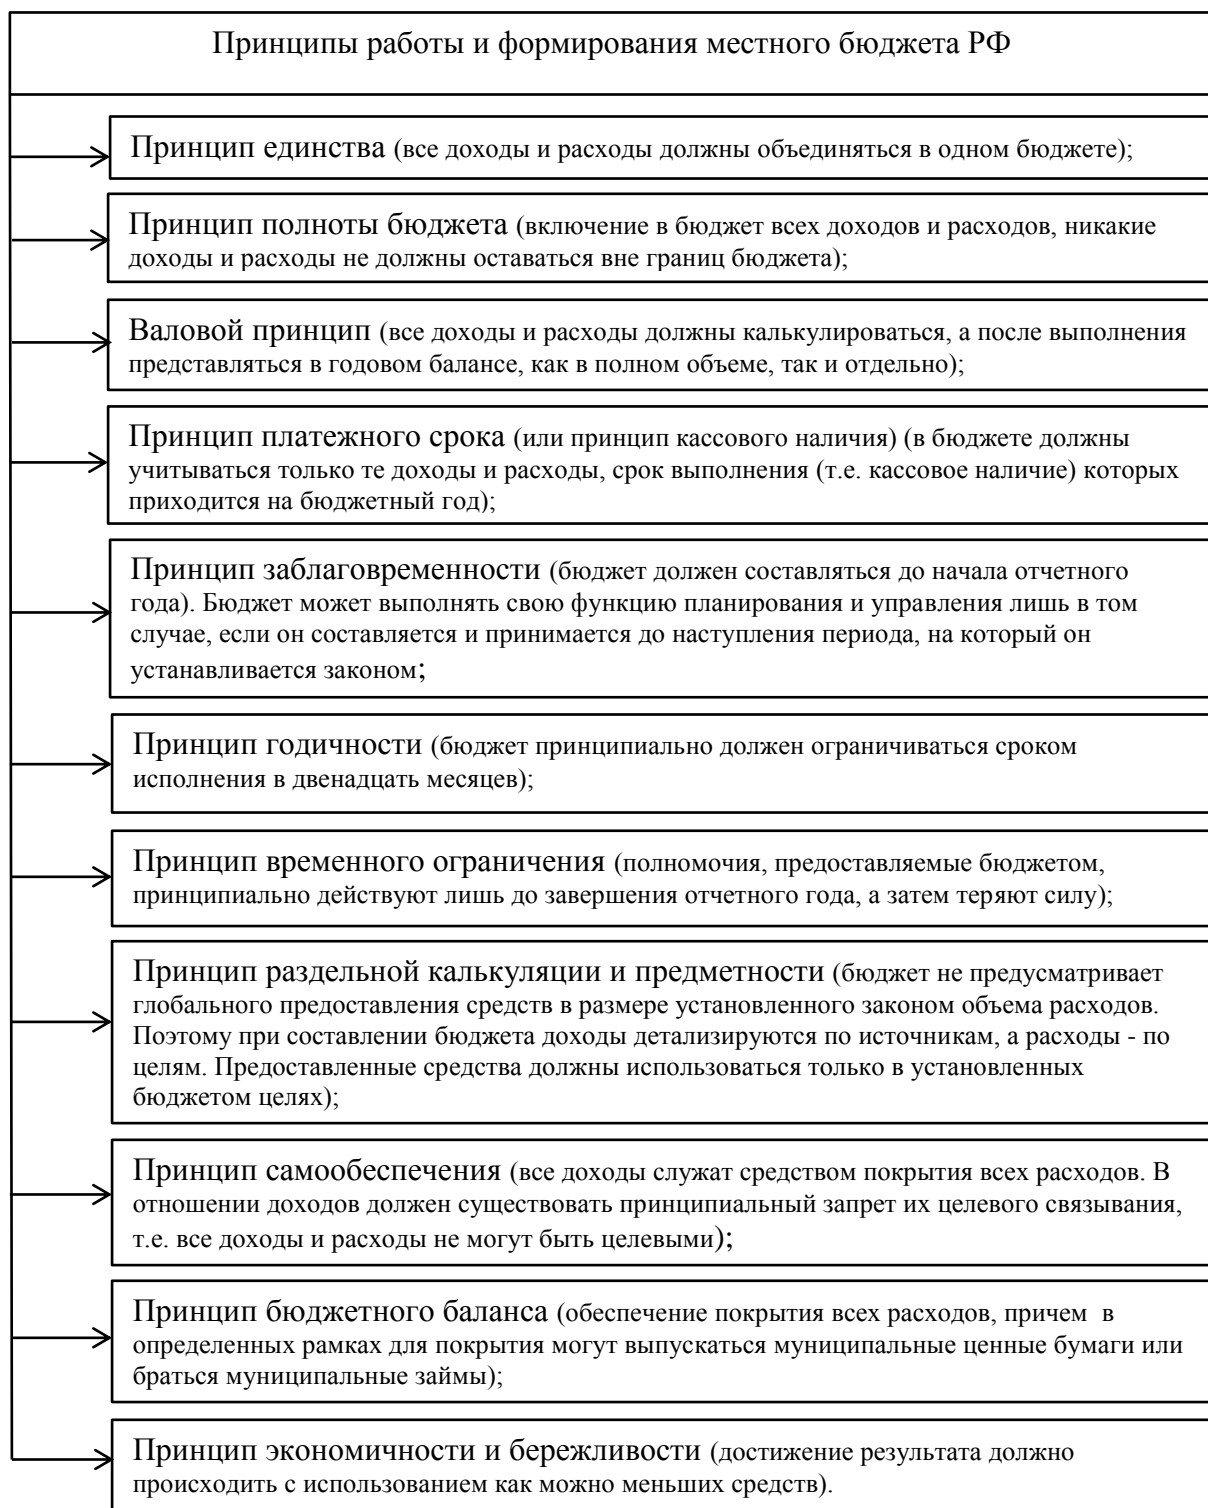 Принципы работы и формирования местного бюджета РФ
Принцип единства (все доходы и расходы должны объединяться в одном бюджете);
Принцип полноты бюджета (включение в бюджет всех доходов и расходов, никакие
доходы и расходы не должны оставаться вне границ бюджета);
Валовой принцип (все доходы и расходы должны калькулироваться, а после выполнения
представляться в годовом балансе, как в полном объеме, так и отдельно);
Принцип платежного срока (или принцип кассового наличия) (в бюджете должны
учитываться только те доходы и расходы, срок выполнения (т.е. кассовое наличие) которых
приходится на бюджетный год);
Принцип заблаговременности (бюджет должен составляться до начала отчетного
года). Бюджет может выполнять свою функцию планирования и управления лишь в том
случае, если он составляется и принимается до наступления периода, на который он
устанавливается законом;
Принцип годичности (бюджет принципиально должен ограничиваться сроком
исполнения в двенадцать месяцев);
Принцип временного ограничения (полномочия, предоставляемые бюджетом,
принципиально действуют лишь до завершения отчетного года, а затем теряют силу);
Принцип раздельной калькуляции и предметности (бюджет не предусматривает
глобального предоставления средств в размере установленного законом объема расходов.
Поэтому при составлении бюджета доходы детализируются по источникам, а расходы - по
целям. Предоставленные средства должны использоваться только в установленных
бюджетом целях);
Принцип самообеспечения (все доходы служат средством покрытия всех расходов. В
отношении доходов должен существовать принципиальный запрет их целевого связывания,
т.е. все доходы и расходы не могут быть целевыми);
Принцип бюджетного баланса (обеспечение покрытия всех расходов, причем в
определенных рамках для покрытия могут выпускаться муниципальные ценные бумаги или
браться муниципальные займы);
Принцип экономичности и бережливости (достижение результата должно
происходить с использованием как можно меньших средств).